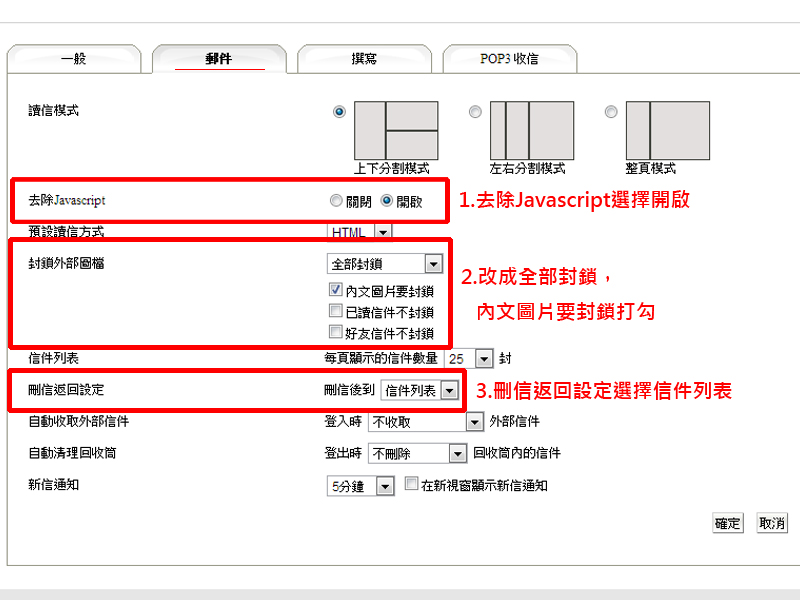 一般 郵件 撰寫 POP3 收信
讀信模式
上下分割模式 左右分割模式 整頁模式
去除Javascript 關閉 開啟 1.去除Javascript選擇開啟
預設讀信方式 HTML
封鎖外部圖檔 全部封鎖 2.改成全部封鎖，
內文圖片要封鎖 內文圖片要封鎖打勾
已讀信件不封鎖
好友信件不封鎖
信件列表 每頁顯示的信件數量 25 封
刪信返回設定 刪信後到 信件列表 3.刪信返回設定選擇信件列表
自動收取外部信件 登入時 不收取 外部信件
自動清理回收筒 登出時 不刪除 回收筒內的信件
新信通知 5分鐘 在新視窗顯示新信通知
確定 取消